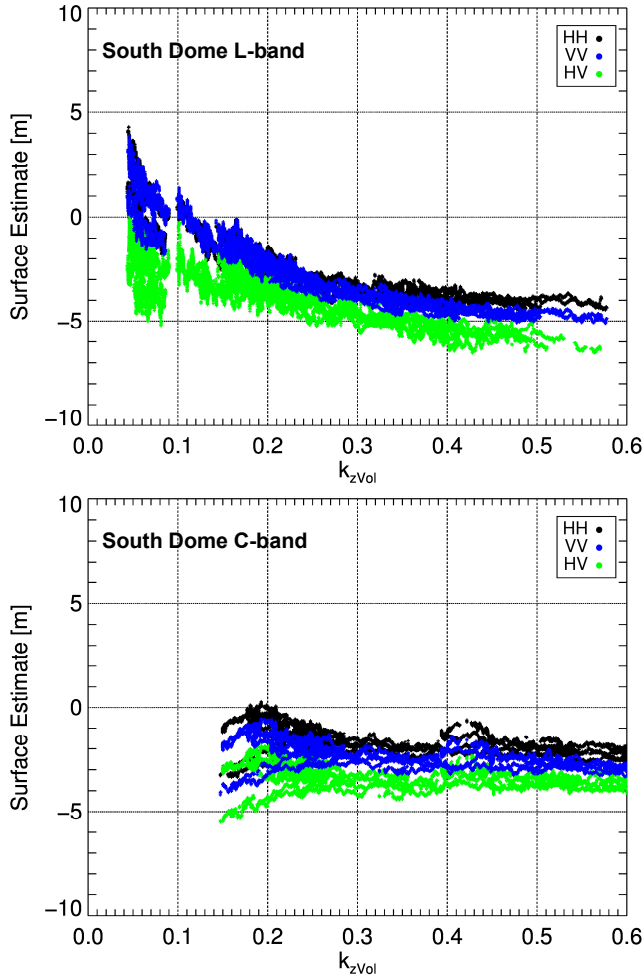 10
South Dome L-band
HH
VV
HV
5
Surface Estimate [m]
0
−5
−10
0.0 0.1 0.2 0.3 0.4 0.5 0.6
kzVol
10
South Dome C-band
HH
VV
HV
5
Surface Estimate [m]
0
−5
−10
0.0 0.1 0.2 0.3 0.4 0.5 0.6
kzVol